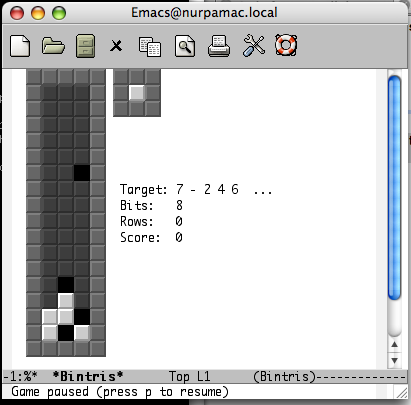 Emacs@nurpamac.local
Target: 7 - 2 4 6 ...
Bits: 8
Rows: 0
Score: 0
-1:%* *Bintris* Top L1 (Bintris)-------------
Game paused (press p to resume)